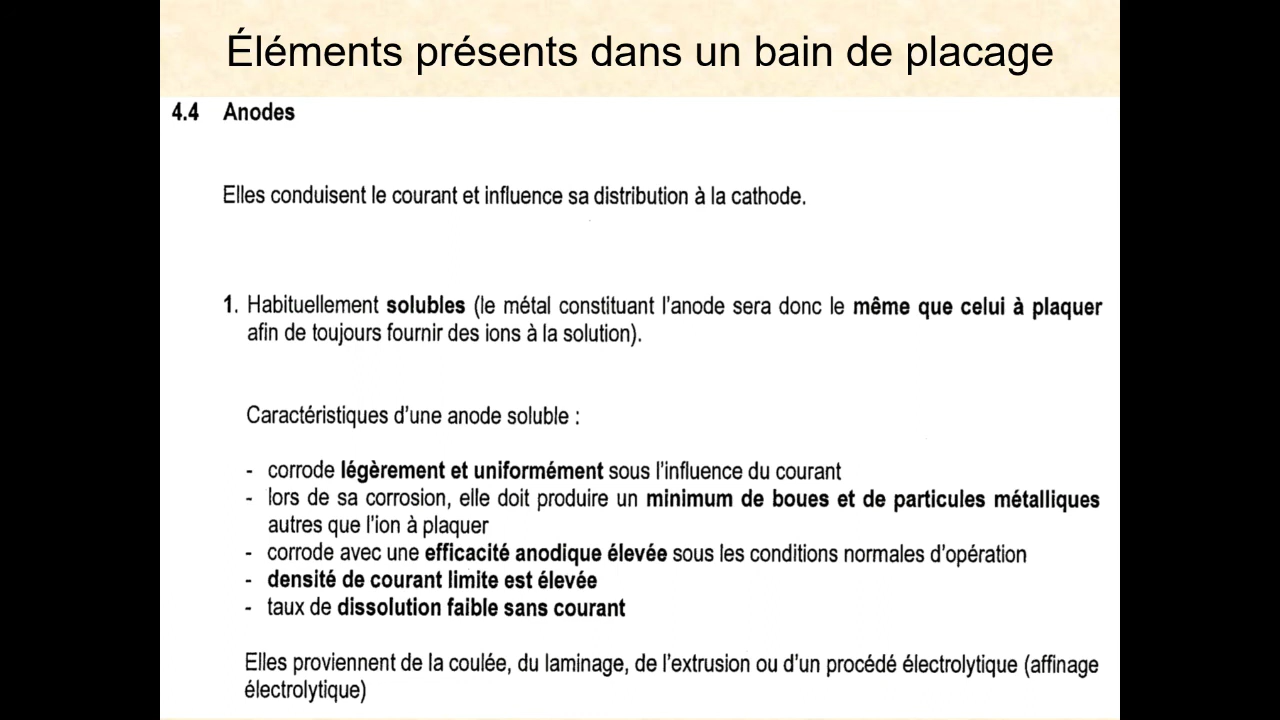 Éléments présents dans un bain de placage
4.4 Anodes
Elles conduisent le courant et influence sa distribution à la cathode.
1. Habituellement solubles (le métal constituant l'anode sera donc le même que celui à plaquer
afin de toujours fournir des ions à la solution).
Caractéristiques d'une anode soluble :
- corrode légèrement et uniformément sous l'influence du courant
- lors de sa corrosion, elle doit produire un minimum de boues et de particules métalliques
autres que l'ion à plaquer
- corrode avec une efficacité anodique élevée sous les conditions normales d'opération
- densité de courant limite est élevée
- taux de dissolution faible sans courant
Elles proviennent de la coulée, du laminage, de l'extrusion ou d'un procédé électrolytique (affinage
électrolytique)